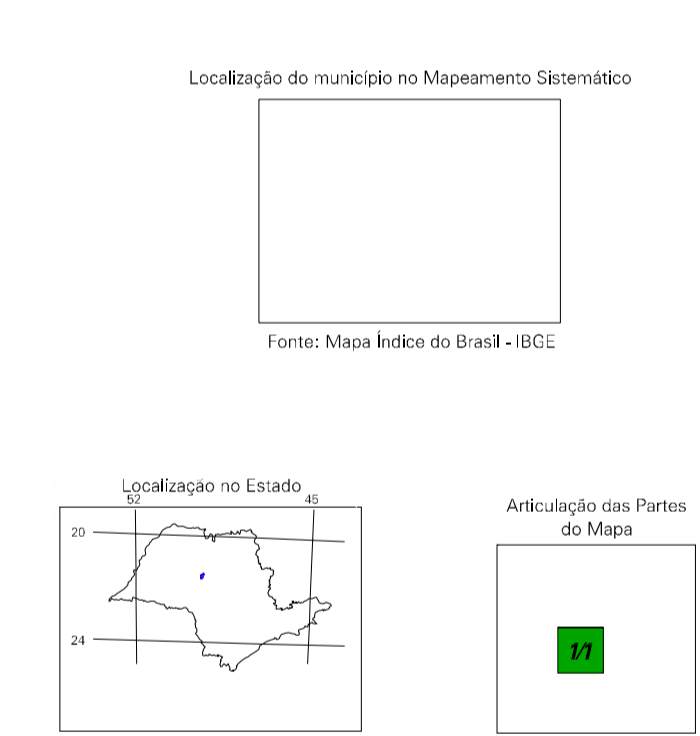 Localização do município no Mapeamento Sistemático
Fonte: Mapa Índice do Brasil - IBGE
Localização no Estado
52 45
20
24
Articulação das Partes
do Mapa
1/1